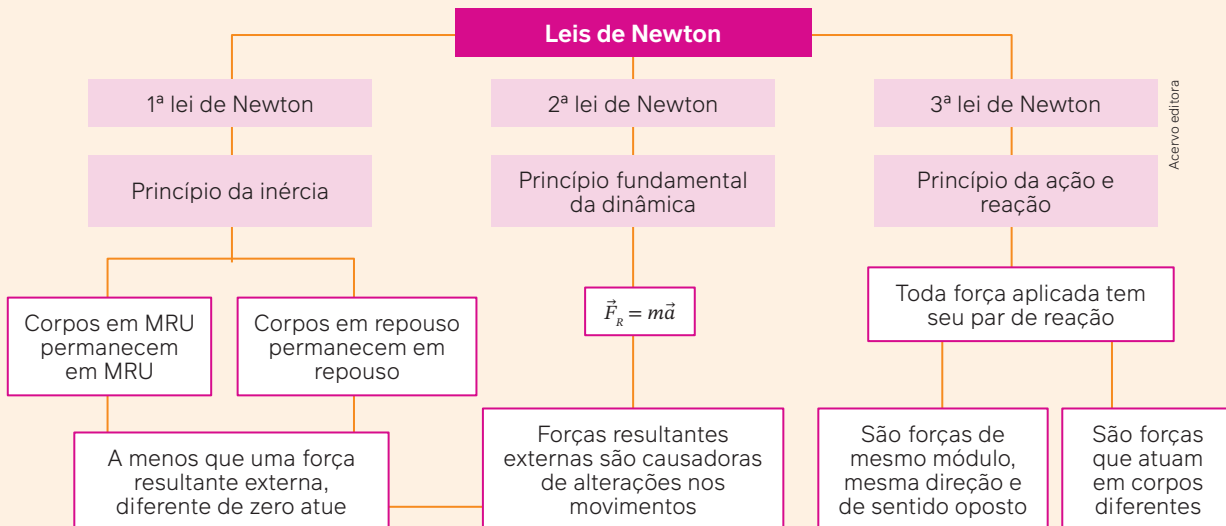 Leis de Newton
1ª lei de Newton
Princípio da inércia
Corpos em MRU
permanecem
em MRU
Corpos em repouso
permanecem em
repouso
A menos que uma força
resultante externa,
diferente de zero atue
2ª lei de Newton
Princípio fundamental
da dinâmica
$\vec{F}_R = m\vec{a}$
Forças resultantes
externas são causadoras
de alterações nos
movimentos
3ª lei de Newton
Princípio da ação e
reação
Toda força aplicada tem
seu par de reação
São forças de
mesmo módulo,
mesma direção e
de sentido oposto
São forças
que atuam
em corpos
diferentes
Acervo editora